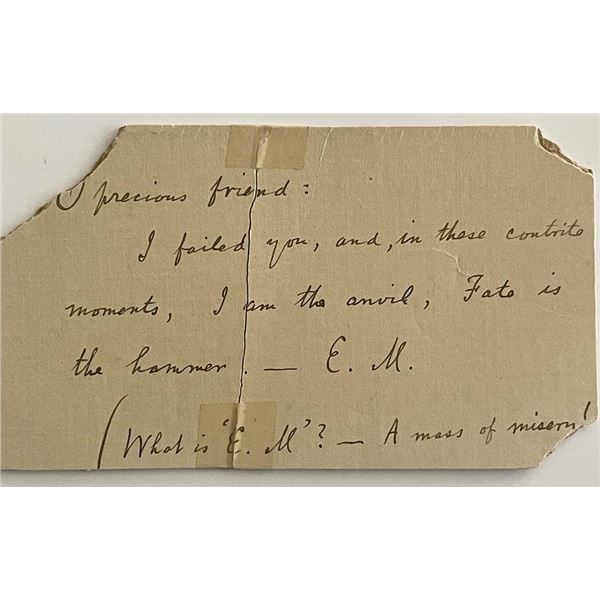 precious friend:
I failed you, and, in these contrite
moments, I am the anvil, Fate is
the hammer. — E. M.
(What is 'E. M'? — A mass of misery!